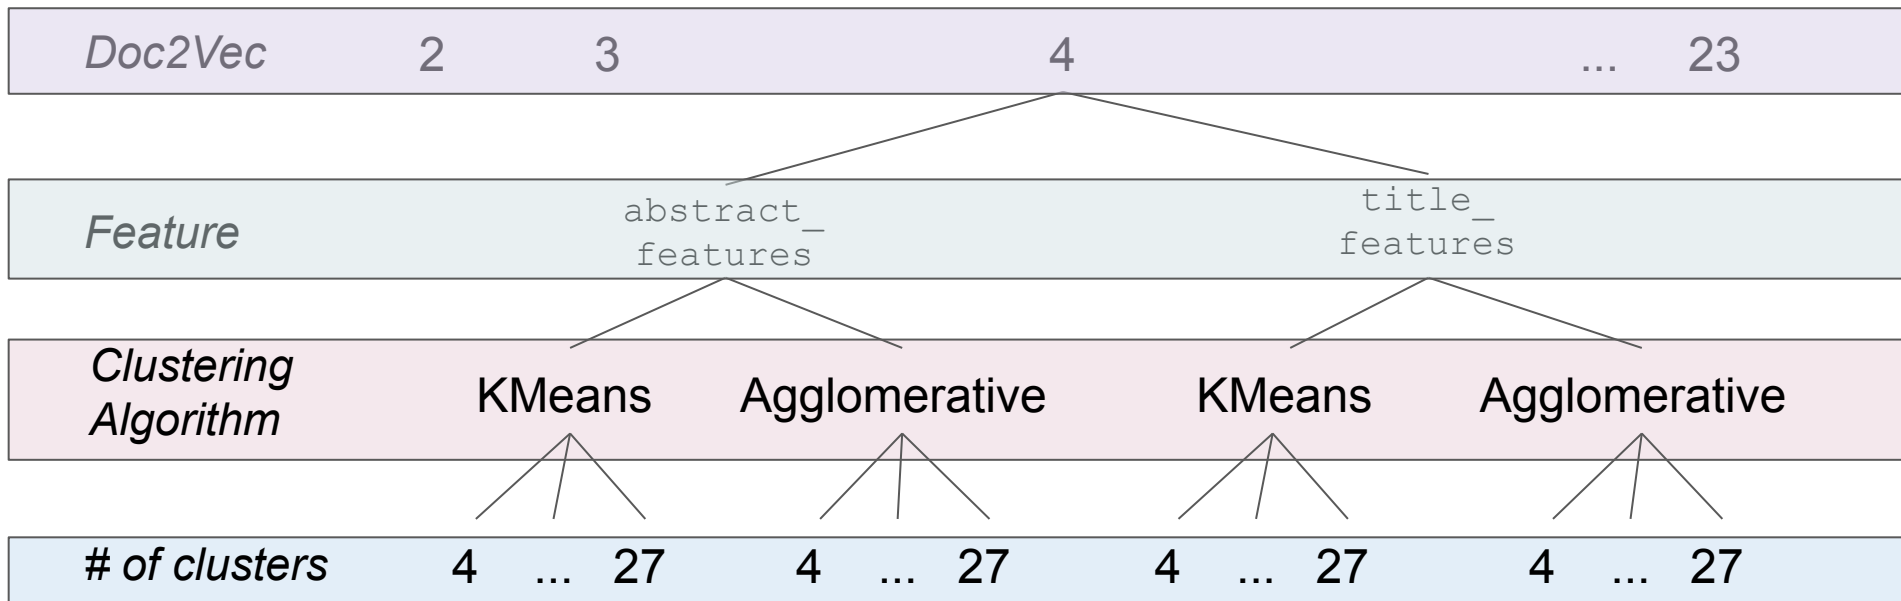 Doc2Vec 2 3 4 ... 23
Feature
abstract_
features
title_
features
Clustering
Algorithm
KMeans Agglomerative KMeans Agglomerative
# of clusters 4 ... 27 4 ... 27 4 ... 27 4 ... 27